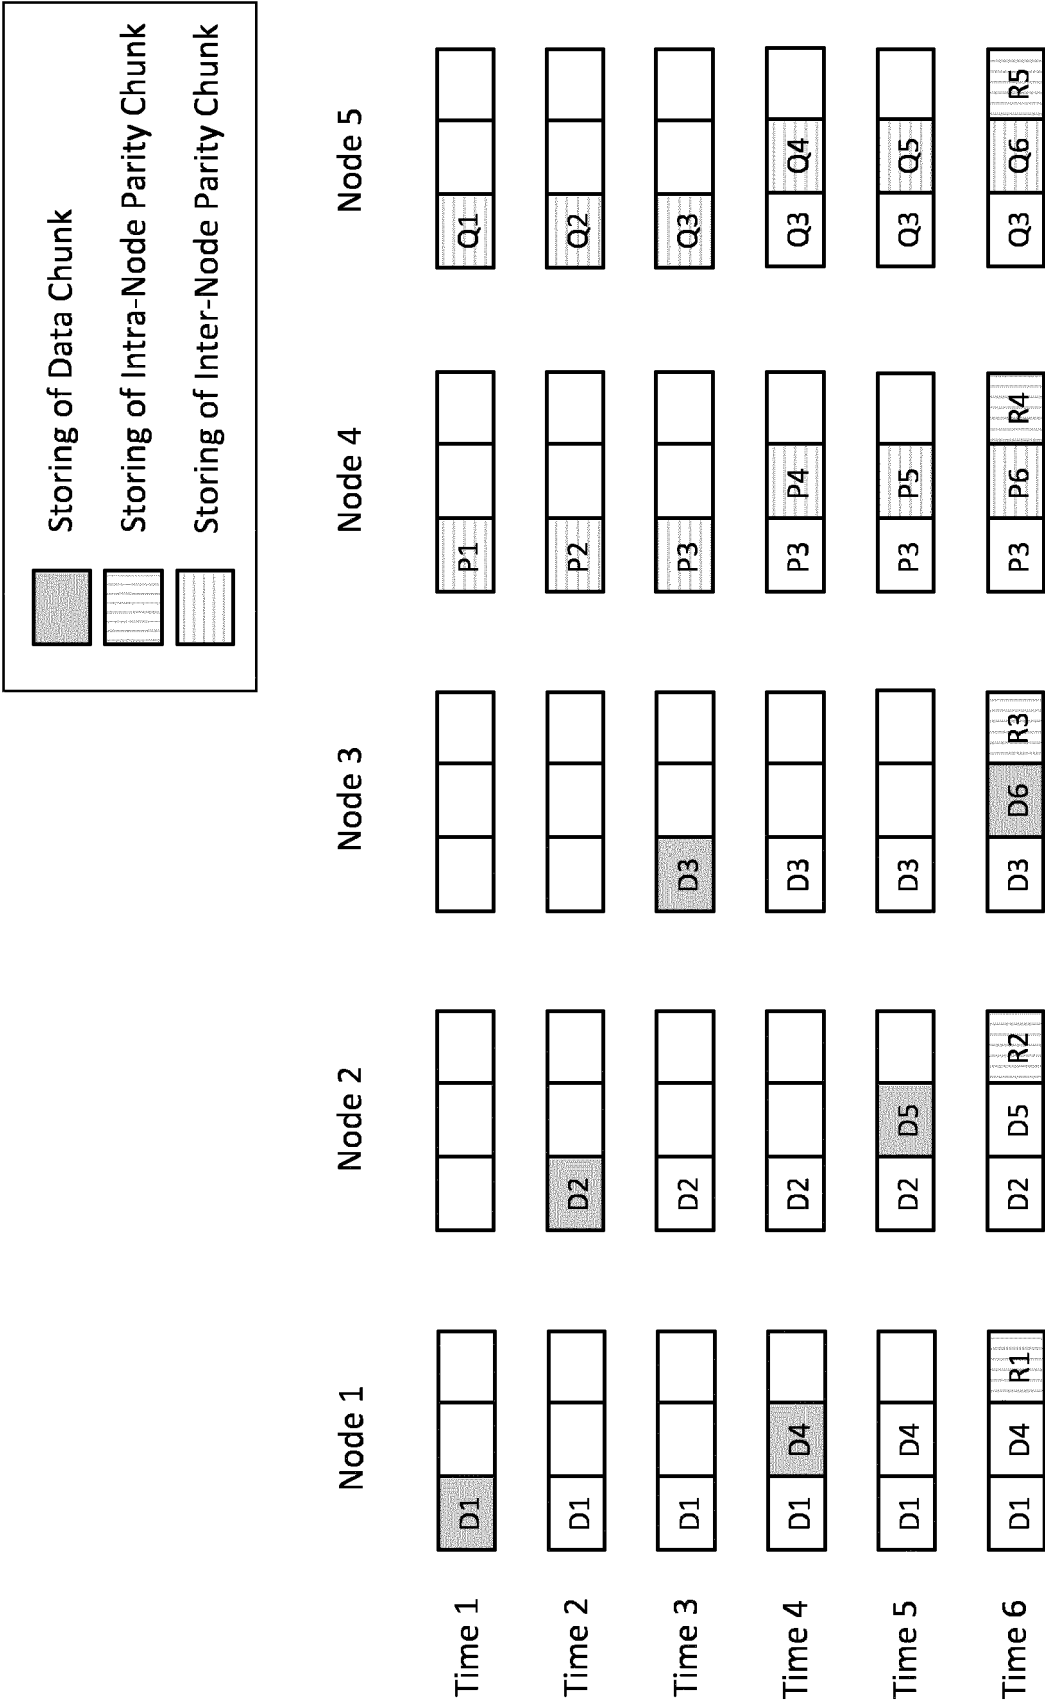 Storing of Data Chunk
Storing of Intra-Node Parity Chunk
Storing of Inter-Node Parity Chunk
Node 1 Node 2 Node 3 Node 4 Node 5
Time 1 D1 P1 Q1
Time 2 D1 D2 P2 Q2
Time 3 D1 D2 D3 P3 Q3
Time 4 D1 D4 D2 D3 P3 P4 Q3 Q4
Time 5 D1 D4 D2 D5 D3 P3 P5 Q3 Q5
Time 6 D1 D4 R1 D2 D5 R2 D3 D6 R3 P3 P6 R4 Q3 Q6 R5